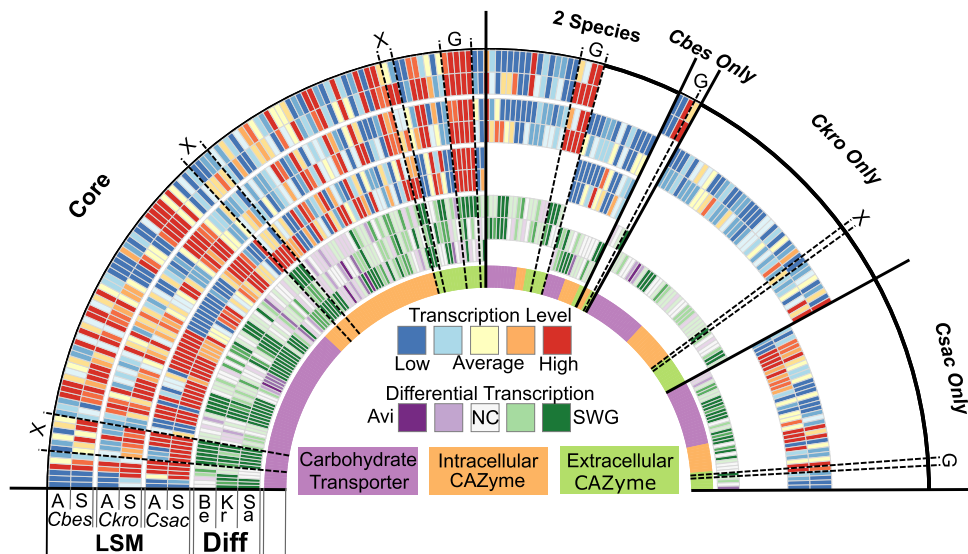 2 Species
Cbes Only
Ckro Only
Csac Only
Core
X
X
X
G
G
G
X
G
Transcription Level
Low Average High
Differential Transcription
Avi NC SWG
Carbohydrate
Transporter
Intracellular
CAZyme
Extracellular
CAZyme
A S A S A S Be Kr Sa
Cbes Ckro Csac
LSM Diff